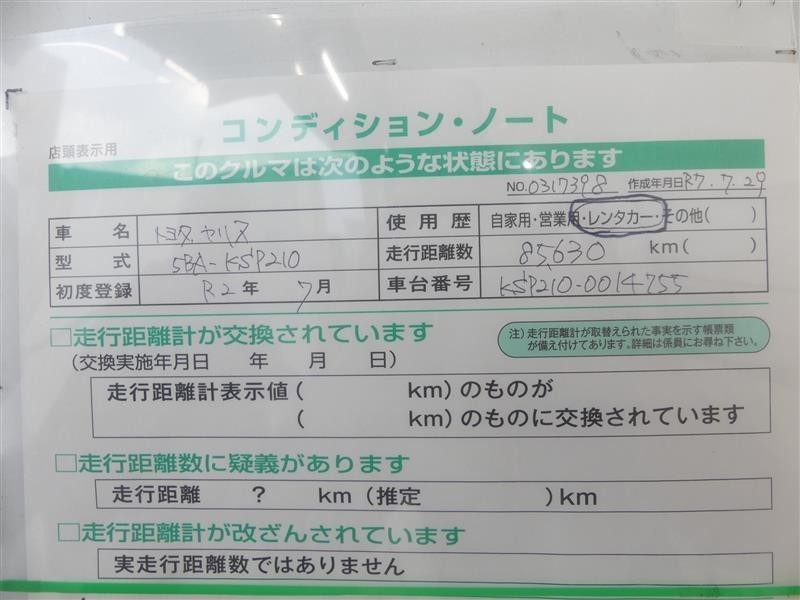 コンディション・ノート
店頭表示用
このクルマは次のような状態にあります
NO.0317398 作成年月日R7.7.29
車名 トヨタ ヤリス 使用歴 自家用・営業用・レンタカー・その他( )
型式 5BA-KSP210 走行距離数 85630 km( )
初度登録 R2年 7月 車台番号 KSP210-0014755
□走行距離計が交換されています
(交換実施年月日 年 月 日)
注)走行距離計が取替えられた事実を示す帳票類
が備え付けてあります。詳細は係員にお尋ね下さい。
走行距離計表示値( km)のものが
( km)のものに交換されています
□走行距離数に疑義があります
走行距離 ? km(推定 )km
□走行距離計が改ざんされています
実走行距離数ではありません